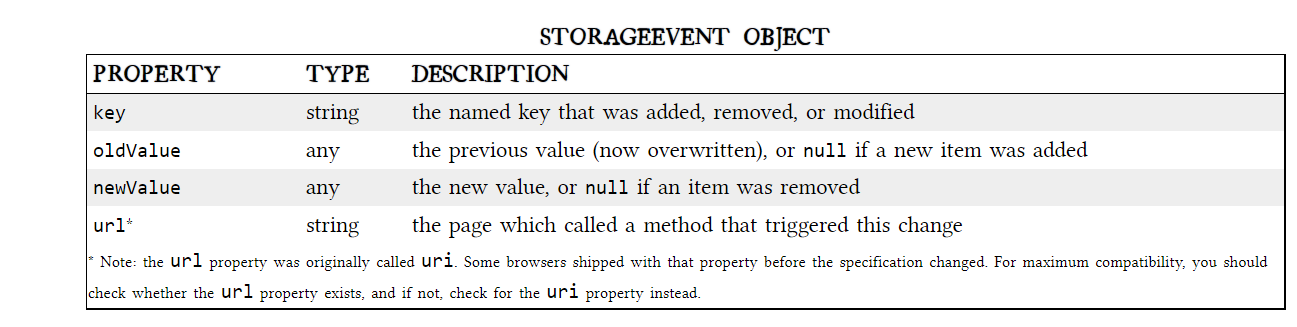 STORAGEEVENT OBJECT
PROPERTY TYPE DESCRIPTION
key string the named key that was added, removed, or modified
oldValue any the previous value (now overwritten), or null if a new item was added
newValue any the new value, or null if an item was removed
url* string the page which called a method that triggered this change
* Note: the url property was originally called uri. Some browsers shipped with that property before the specification changed. For maximum compatibility, you should
check whether the url property exists, and if not, check for the uri property instead.